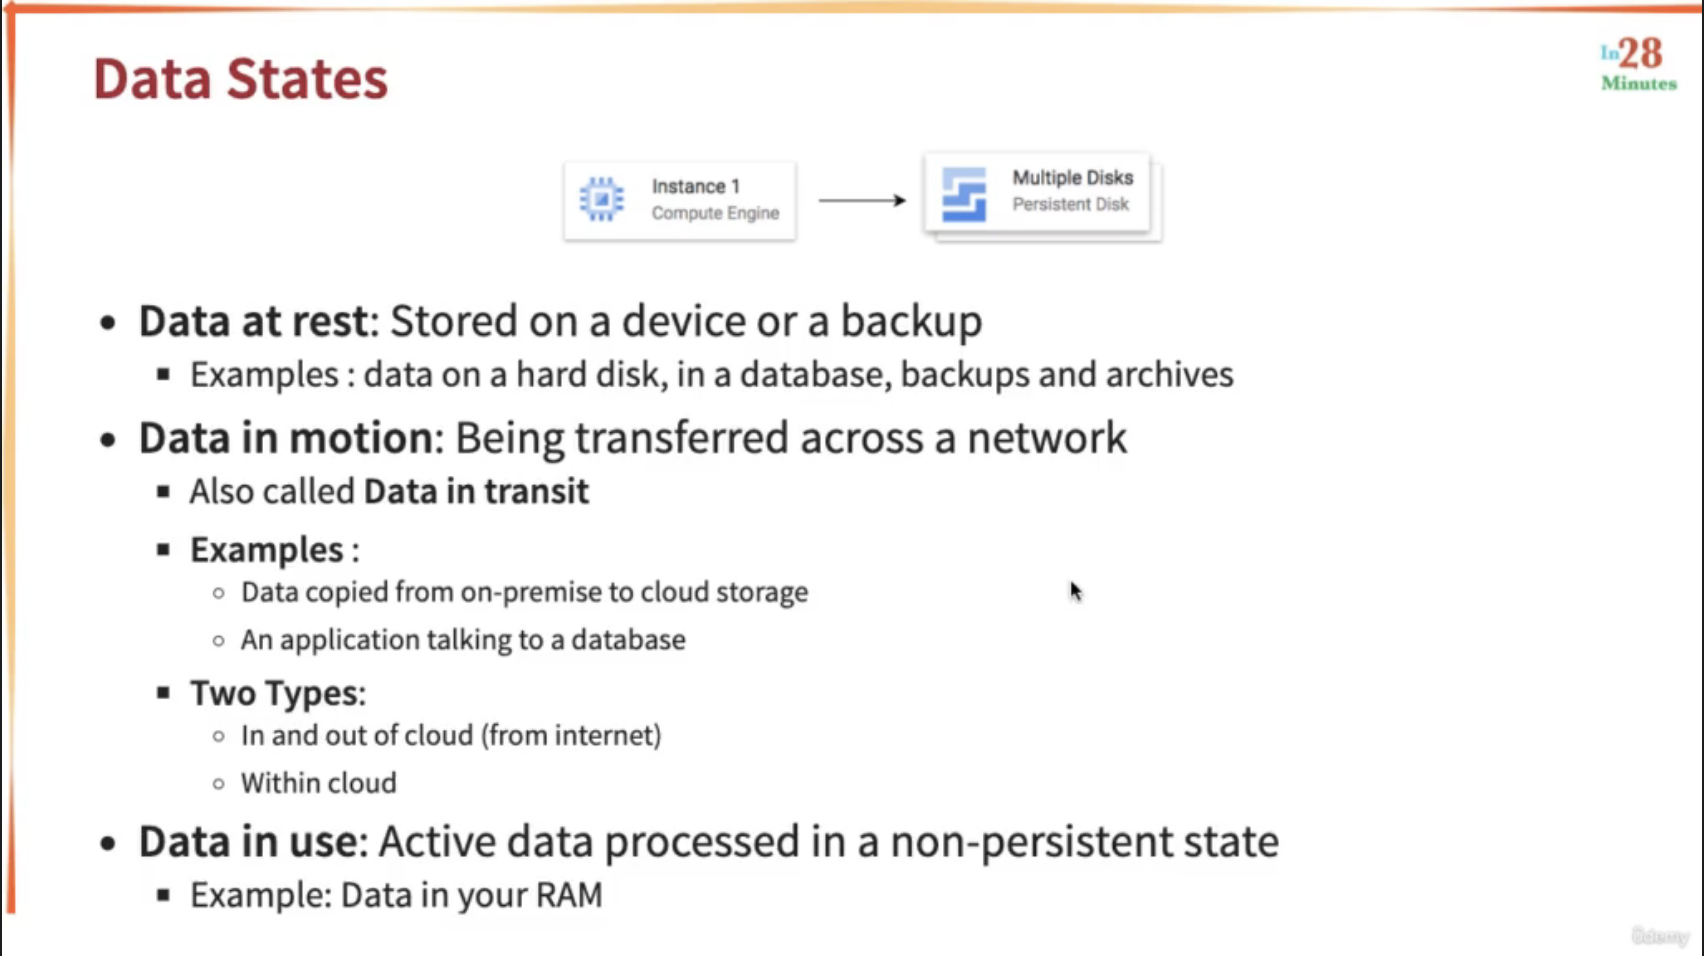 Data States
In28
Minutes
Instance 1
Compute Engine
Multiple Disks
Persistent Disk
• Data at rest: Stored on a device or a backup
▪ Examples : data on a hard disk, in a database, backups and archives
• Data in motion: Being transferred across a network
▪ Also called Data in transit
▪ Examples :
○ Data copied from on-premise to cloud storage
○ An application talking to a database
▪ Two Types:
○ In and out of cloud (from internet)
○ Within cloud
• Data in use: Active data processed in a non-persistent state
▪ Example: Data in your RAM
ûdemy